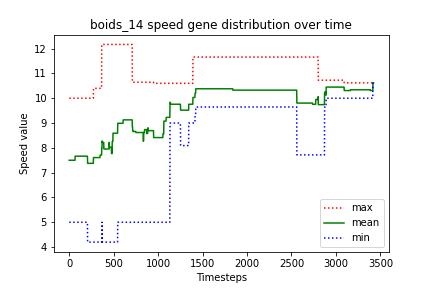 boids_14 speed gene distribution over time
Speed value
12
11
10
9
8
7
6
5
4
max
mean
min
0 500 1000 1500 2000 2500 3000 3500
Timesteps